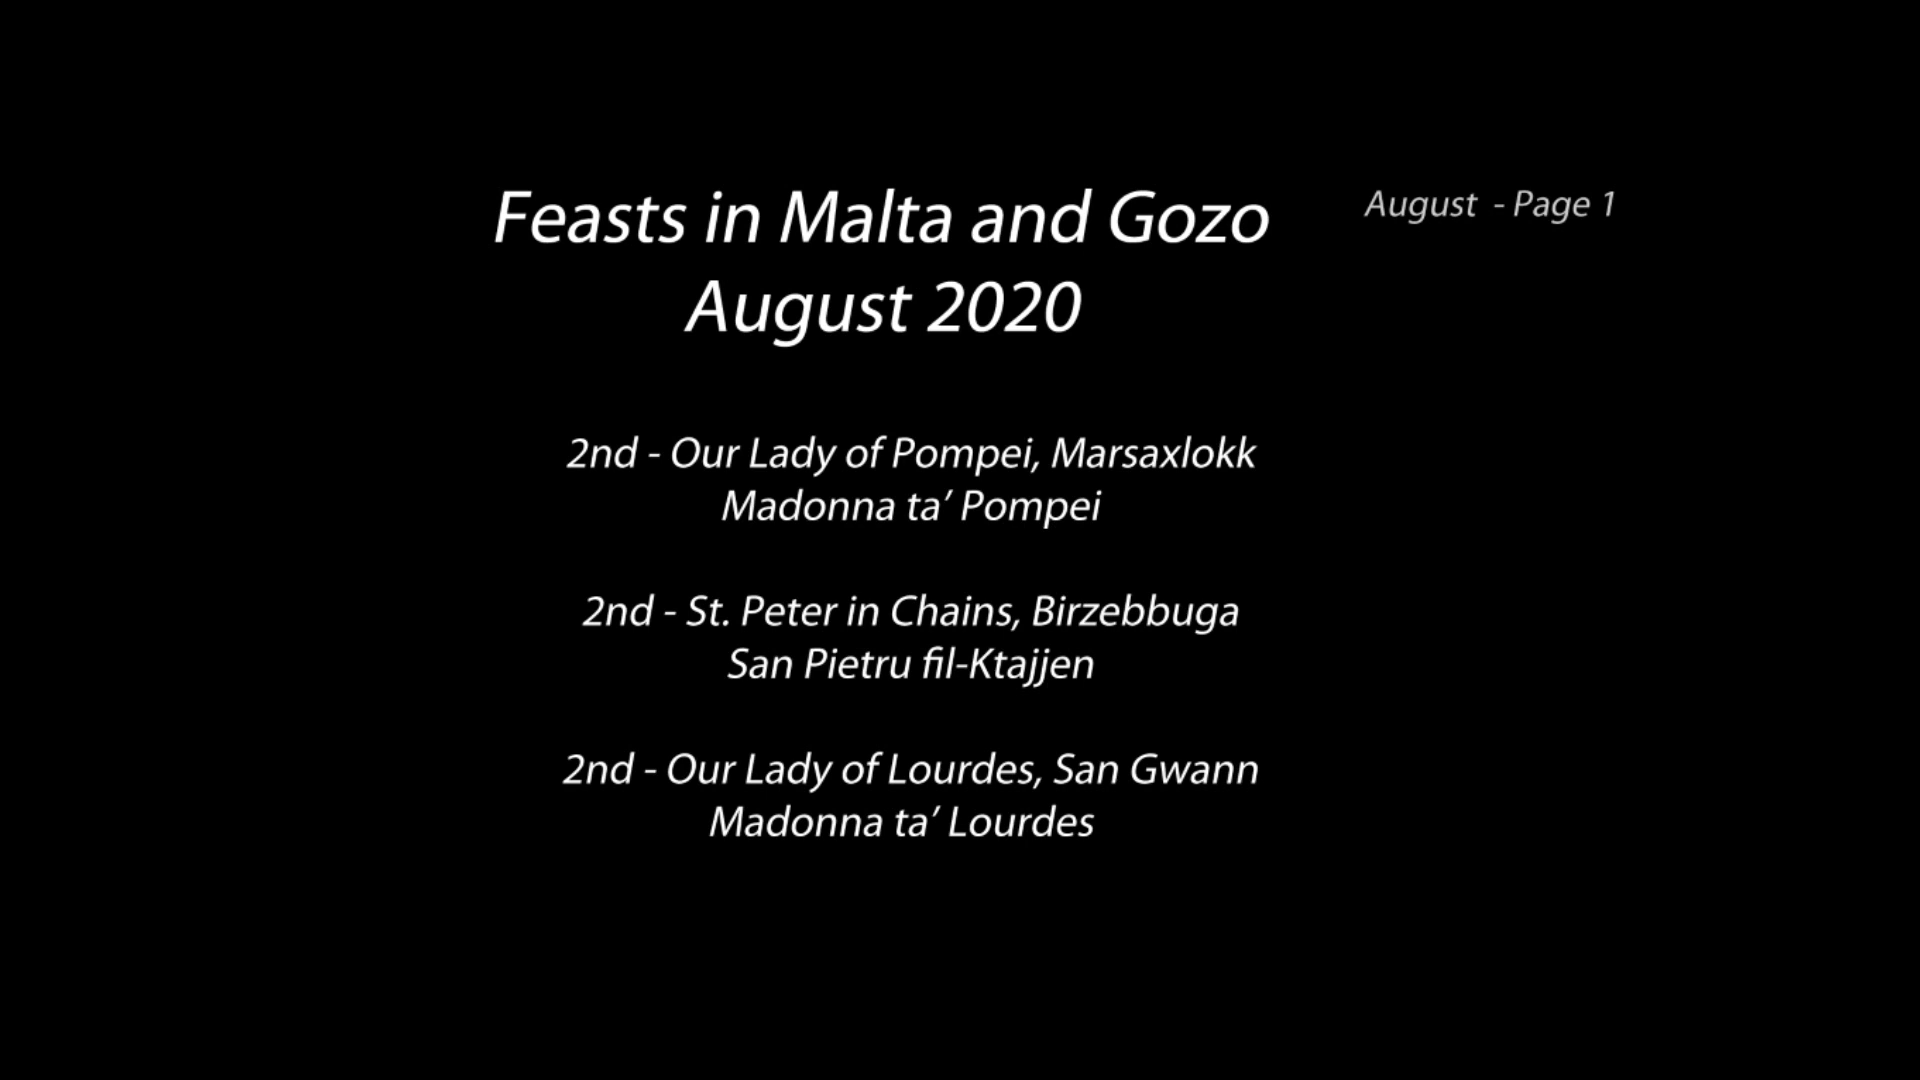 Feasts in Malta and Gozo
August 2020
August - Page 1
2nd - Our Lady of Pompei, Marsaxlokk
Madonna ta’ Pompei
2nd - St. Peter in Chains, Birzebbuga
San Pietru fil-Ktajjen
2nd - Our Lady of Lourdes, San Gwann
Madonna ta’ Lourdes